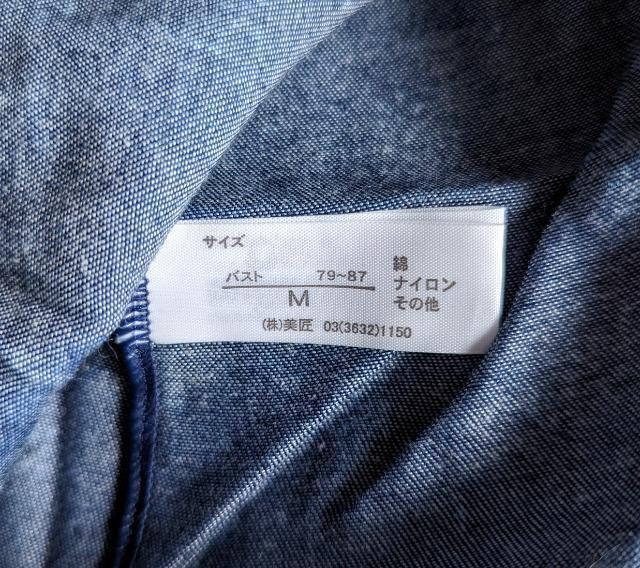 サイズ
バスト 79~87
M
綿
ナイロン
その他
(株)美匠 03(3632)1150